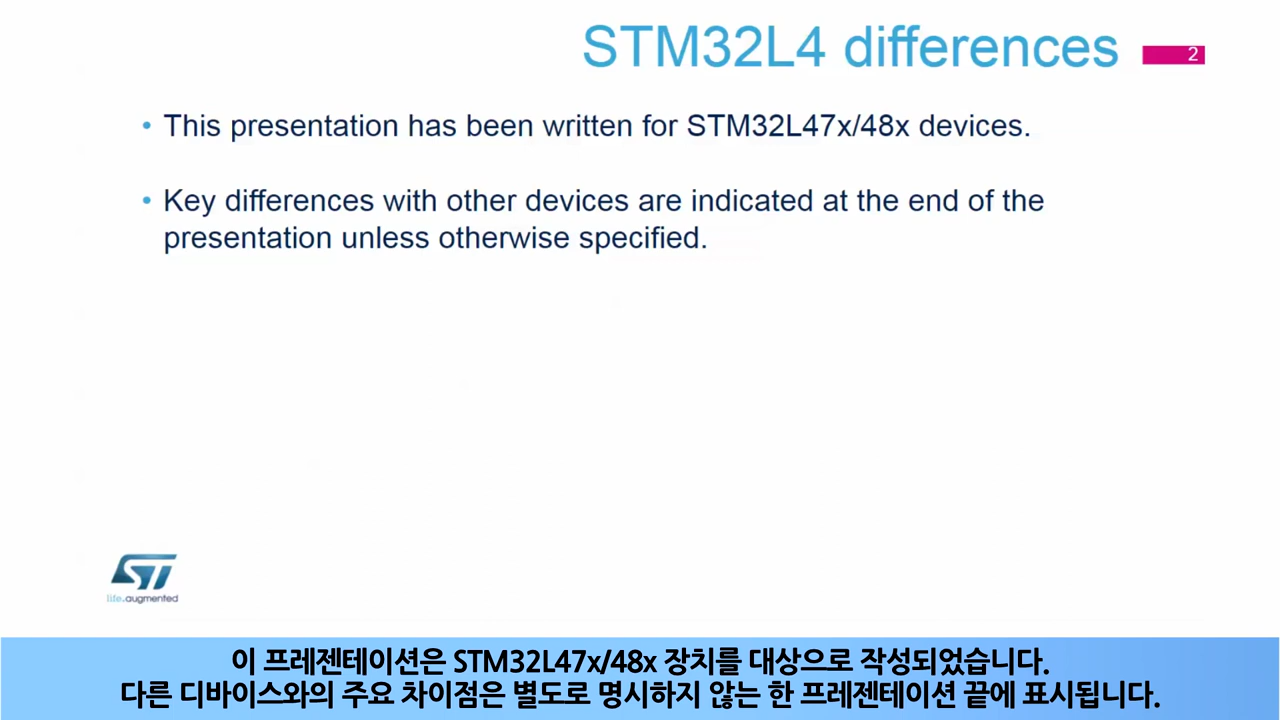 STM32L4 differences
2
• This presentation has been written for STM32L47x/48x devices.
• Key differences with other devices are indicated at the end of the
presentation unless otherwise specified.
ST
life.augmented
이 프레젠테이션은 STM32L47x/48x 장치를 대상으로 작성되었습니다.
다른 디바이스와의 주요 차이점은 별도로 명시하지 않는 한 프레젠테이션 끝에 표시됩니다.